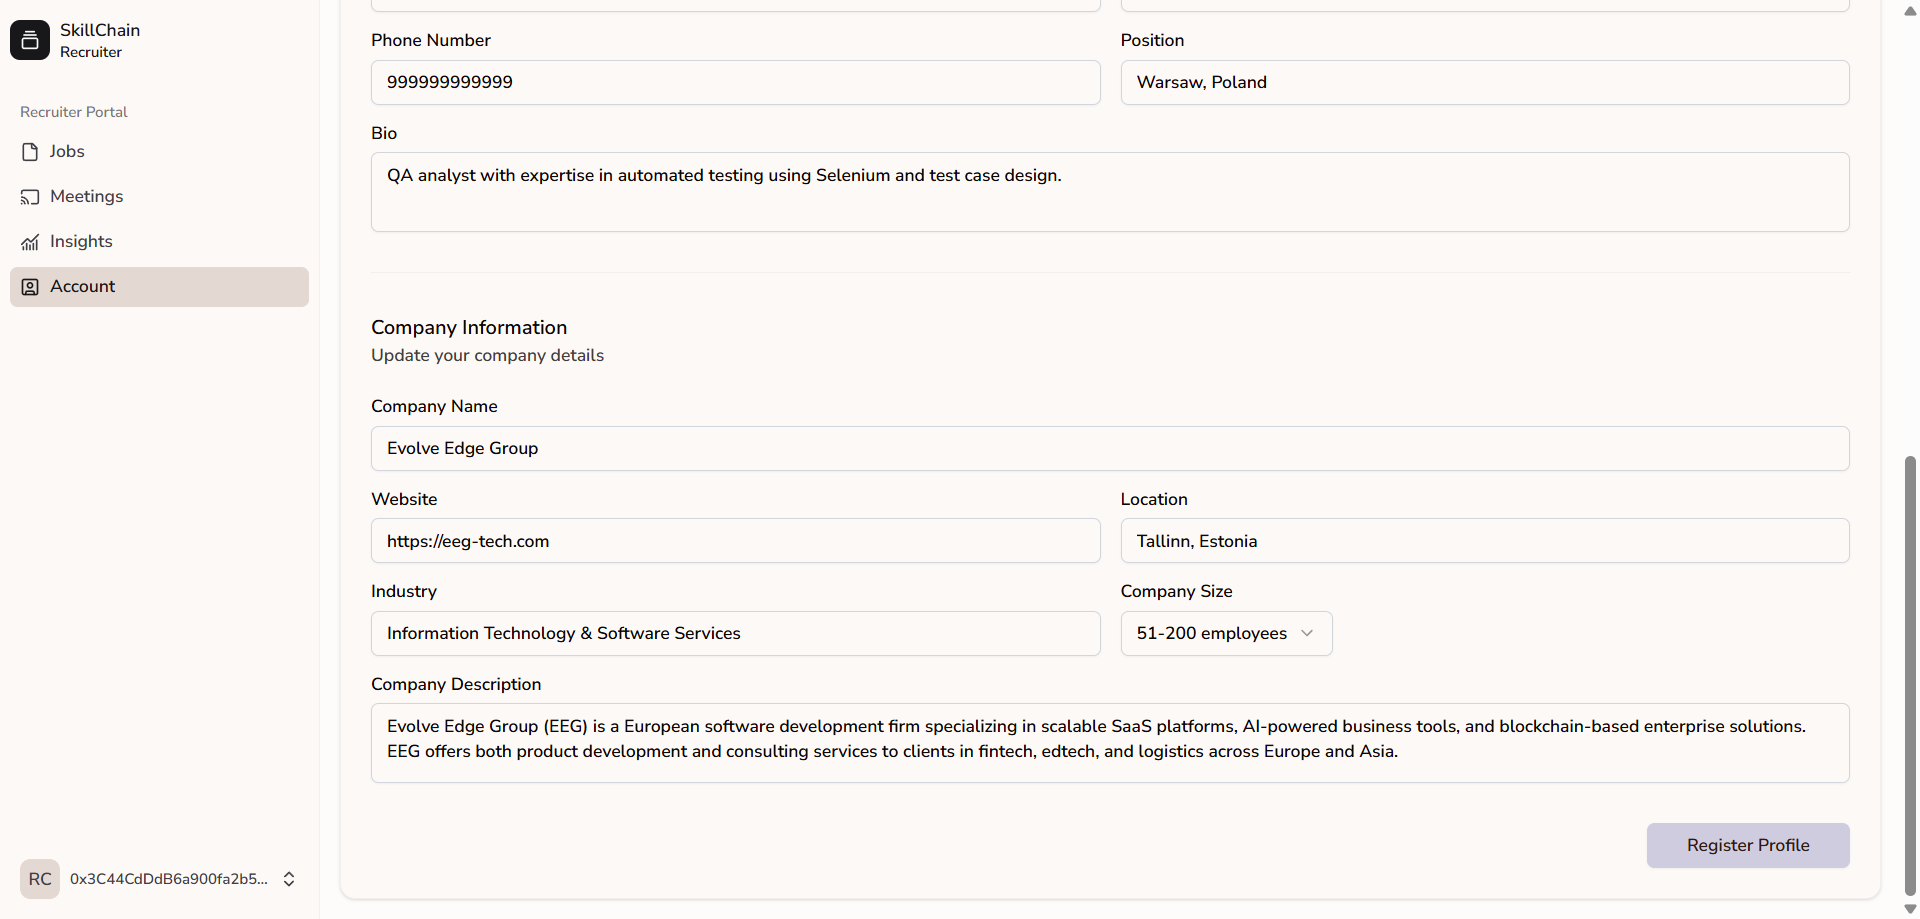 SkillChain
Recruiter
Recruiter Portal
Jobs
Meetings
Insights
Account
RC
0x3C44CdDdB6a900fa2b5...
Phone Number
999999999999
Position
Warsaw, Poland
Bio
QA analyst with expertise in automated testing using Selenium and test case design.
Company Information
Update your company details
Company Name
Evolve Edge Group
Website
https://eeg-tech.com
Location
Tallinn, Estonia
Industry
Information Technology & Software Services
Company Size
51-200 employees
Company Description
Evolve Edge Group (EEG) is a European software development firm specializing in scalable SaaS platforms, AI-powered business tools, and blockchain-based enterprise solutions.
EEG offers both product development and consulting services to clients in fintech, edtech, and logistics across Europe and Asia.
Register Profile